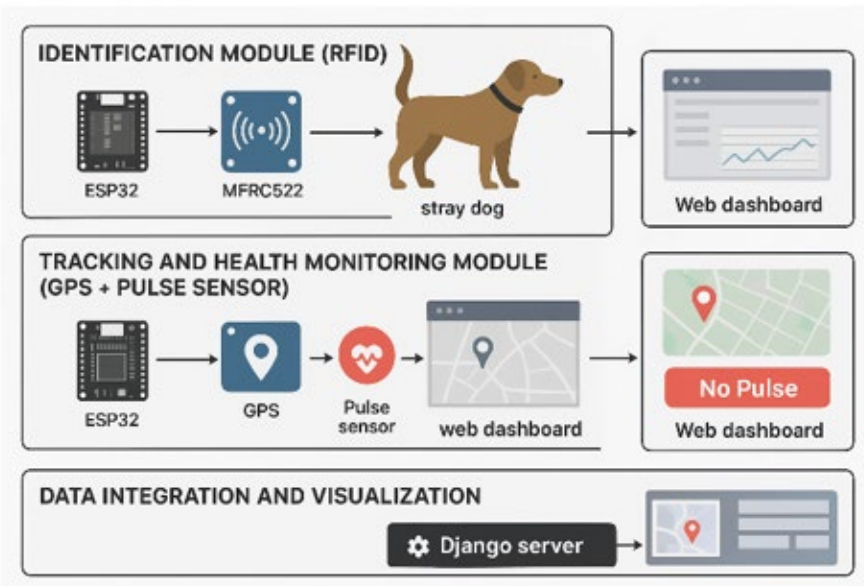 IDENTIFICATION MODULE (RFID)
ESP32
MFRC522
stray dog
Web dashboard
TRACKING AND HEALTH MONITORING MODULE
(GPS + PULSE SENSOR)
ESP32
GPS
Pulse
sensor
web dashboard
No Pulse
Web dashboard
DATA INTEGRATION AND VISUALIZATION
Django server